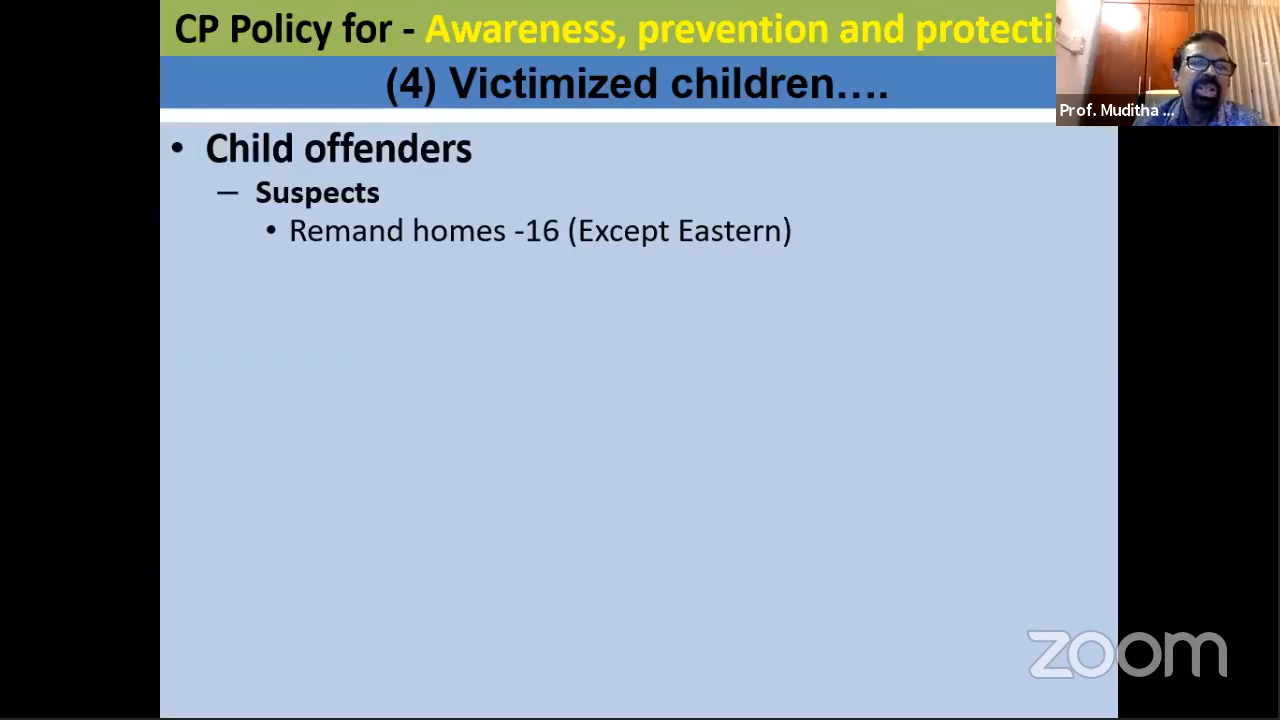 CP Policy for - Awareness, prevention and protecti
(4) Victimized children….
Prof. Muditha ...
• Child offenders
– Suspects
• Remand homes -16 (Except Eastern)
zoom